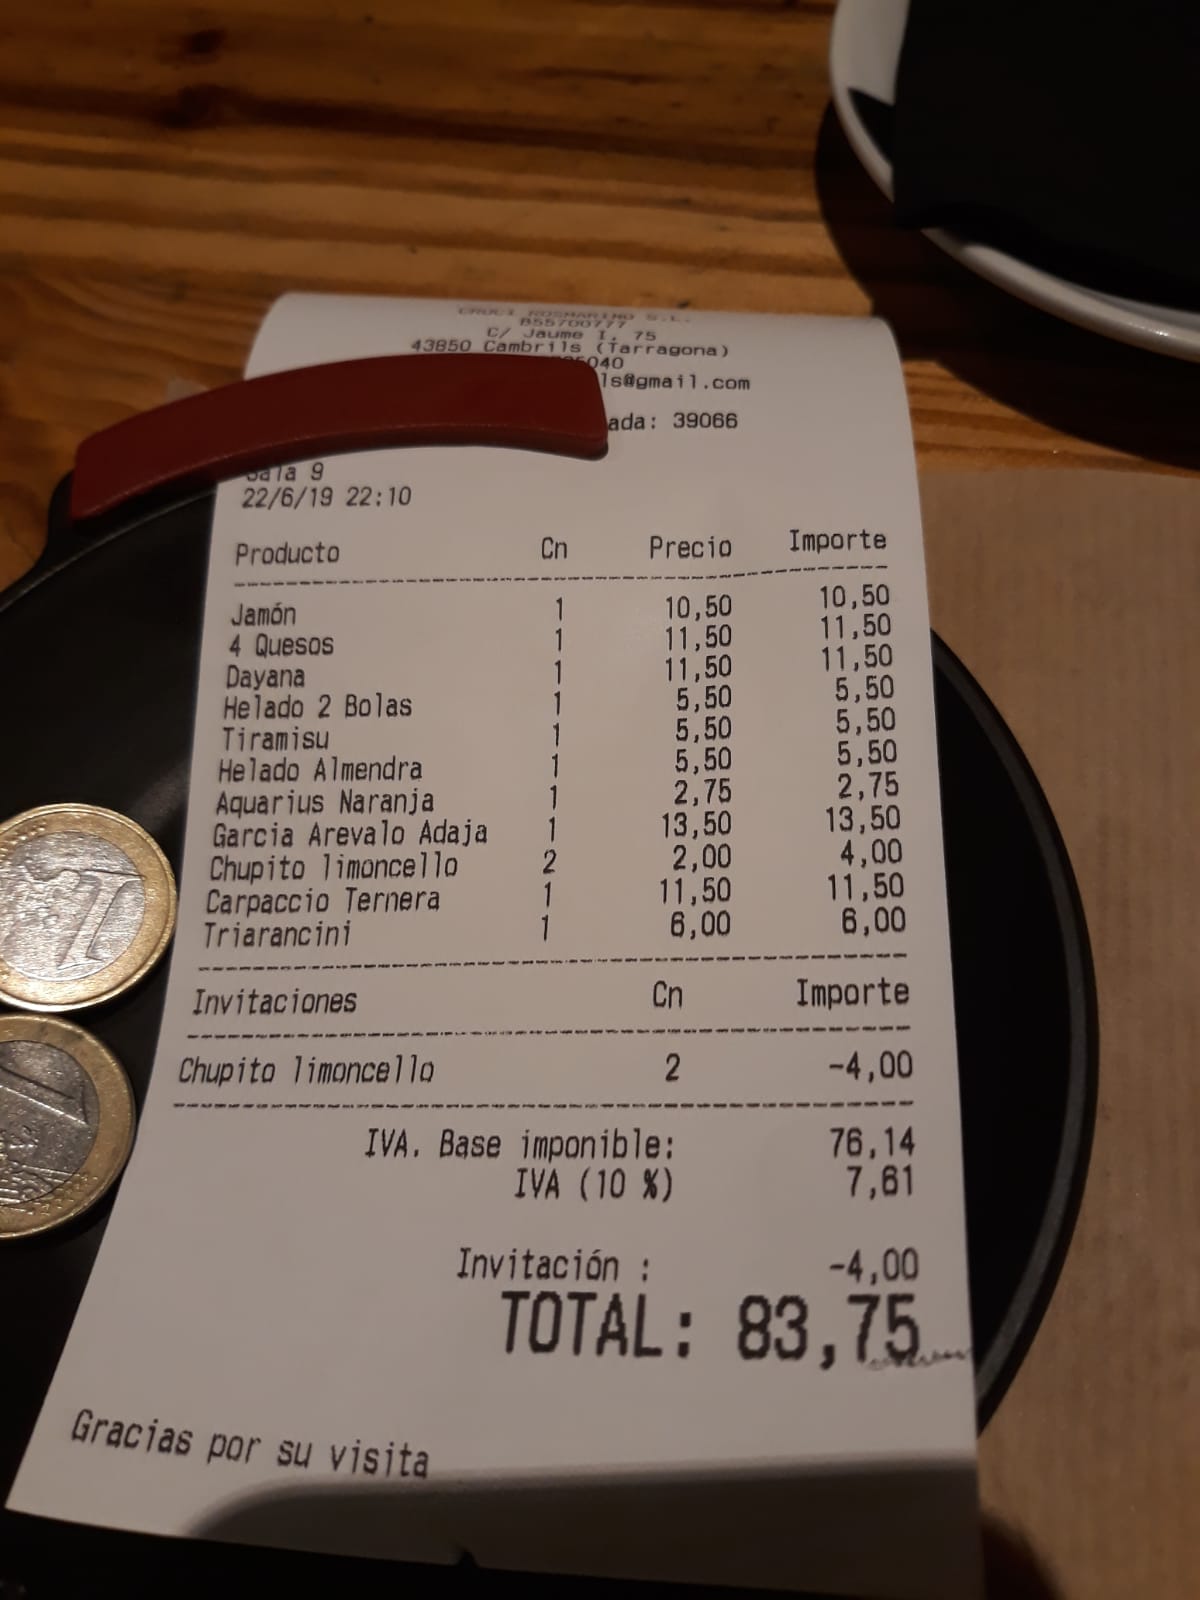 CRUCI ROSMARINO S.L.
B55700777
C/ Jaume I, 75
43850 Cambrils (Tarragona)
5040
ls@gmail.com
ada: 39066
Sala 9
22/6/19 22:10
Producto Cn Precio Importe
Jamón 1 10,50 10,50
4 Quesos 1 11,50 11,50
Dayana 1 11,50 11,50
Helado 2 Bolas 1 5,50 5,50
Tiramisu 1 5,50 5,50
Helado Almendra 1 5,50 5,50
Aquarius Naranja 1 2,75 2,75
Garcia Arevalo Adaja 1 13,50 13,50
Chupito limoncello 2 2,00 4,00
Carpaccio Ternera 1 11,50 11,50
Triarancini 1 6,00 6,00
Invitaciones Cn Importe
Chupito limoncello 2 -4,00
IVA. Base imponible: 76,14
IVA (10 %) 7,61
Invitación : -4,00
TOTAL: 83,75
Gracias por su visita